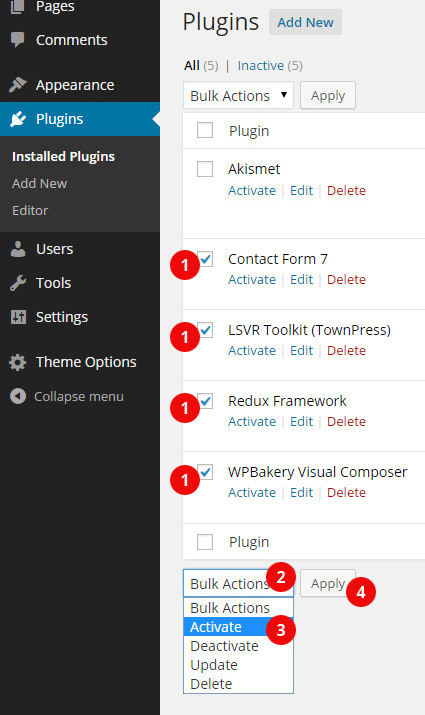 Pages
Comments
Appearance
Plugins
Installed Plugins
Add New
Editor
Users
Tools
Settings
Theme Options
Collapse menu
Plugins Add New
All (5) | Inactive (5)
Bulk Actions Apply
Plugin
Akismet
Activate | Edit | Delete
1 Contact Form 7
Activate | Edit | Delete
1 LSVR Toolkit (TownPress)
Activate | Edit | Delete
1 Redux Framework
Activate | Edit | Delete
1 WPBakery Visual Composer
Activate | Edit | Delete
Plugin
Bulk Actions 2 Apply 4
Bulk Actions
Activate 3
Deactivate
Update
Delete